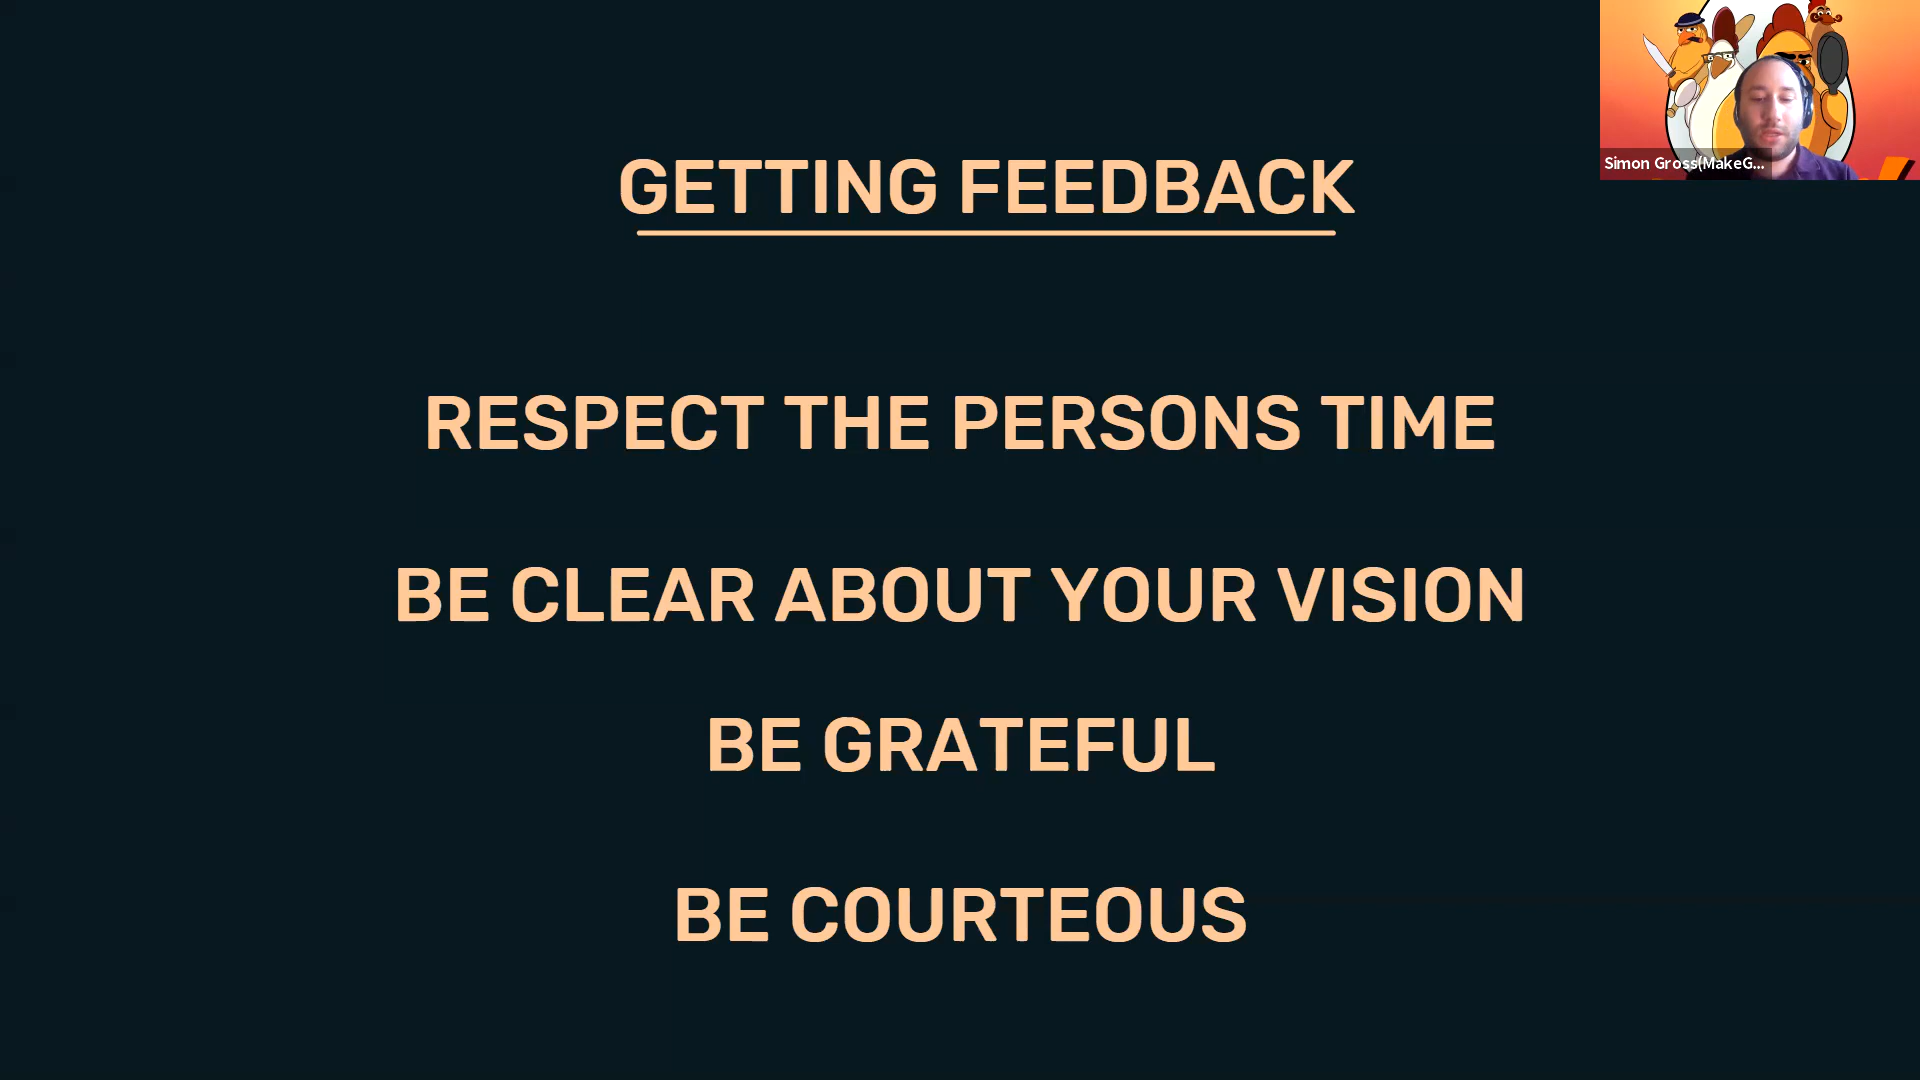 GETTING FEEDBACK
Simon Gross(MakeG...
RESPECT THE PERSONS TIME
BE CLEAR ABOUT YOUR VISION
BE GRATEFUL
BE COURTEOUS